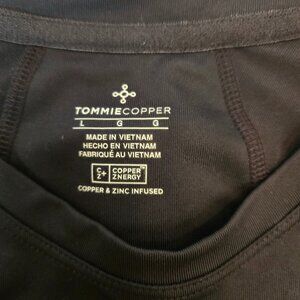 TOMMIECOPPER
L G G
MADE IN VIETNAM
HECHO EN VIETNAM
FABRIQUÉ AU VIETNAM
C Z + COPPER ZNERGY
COPPER & ZINC INFUSED